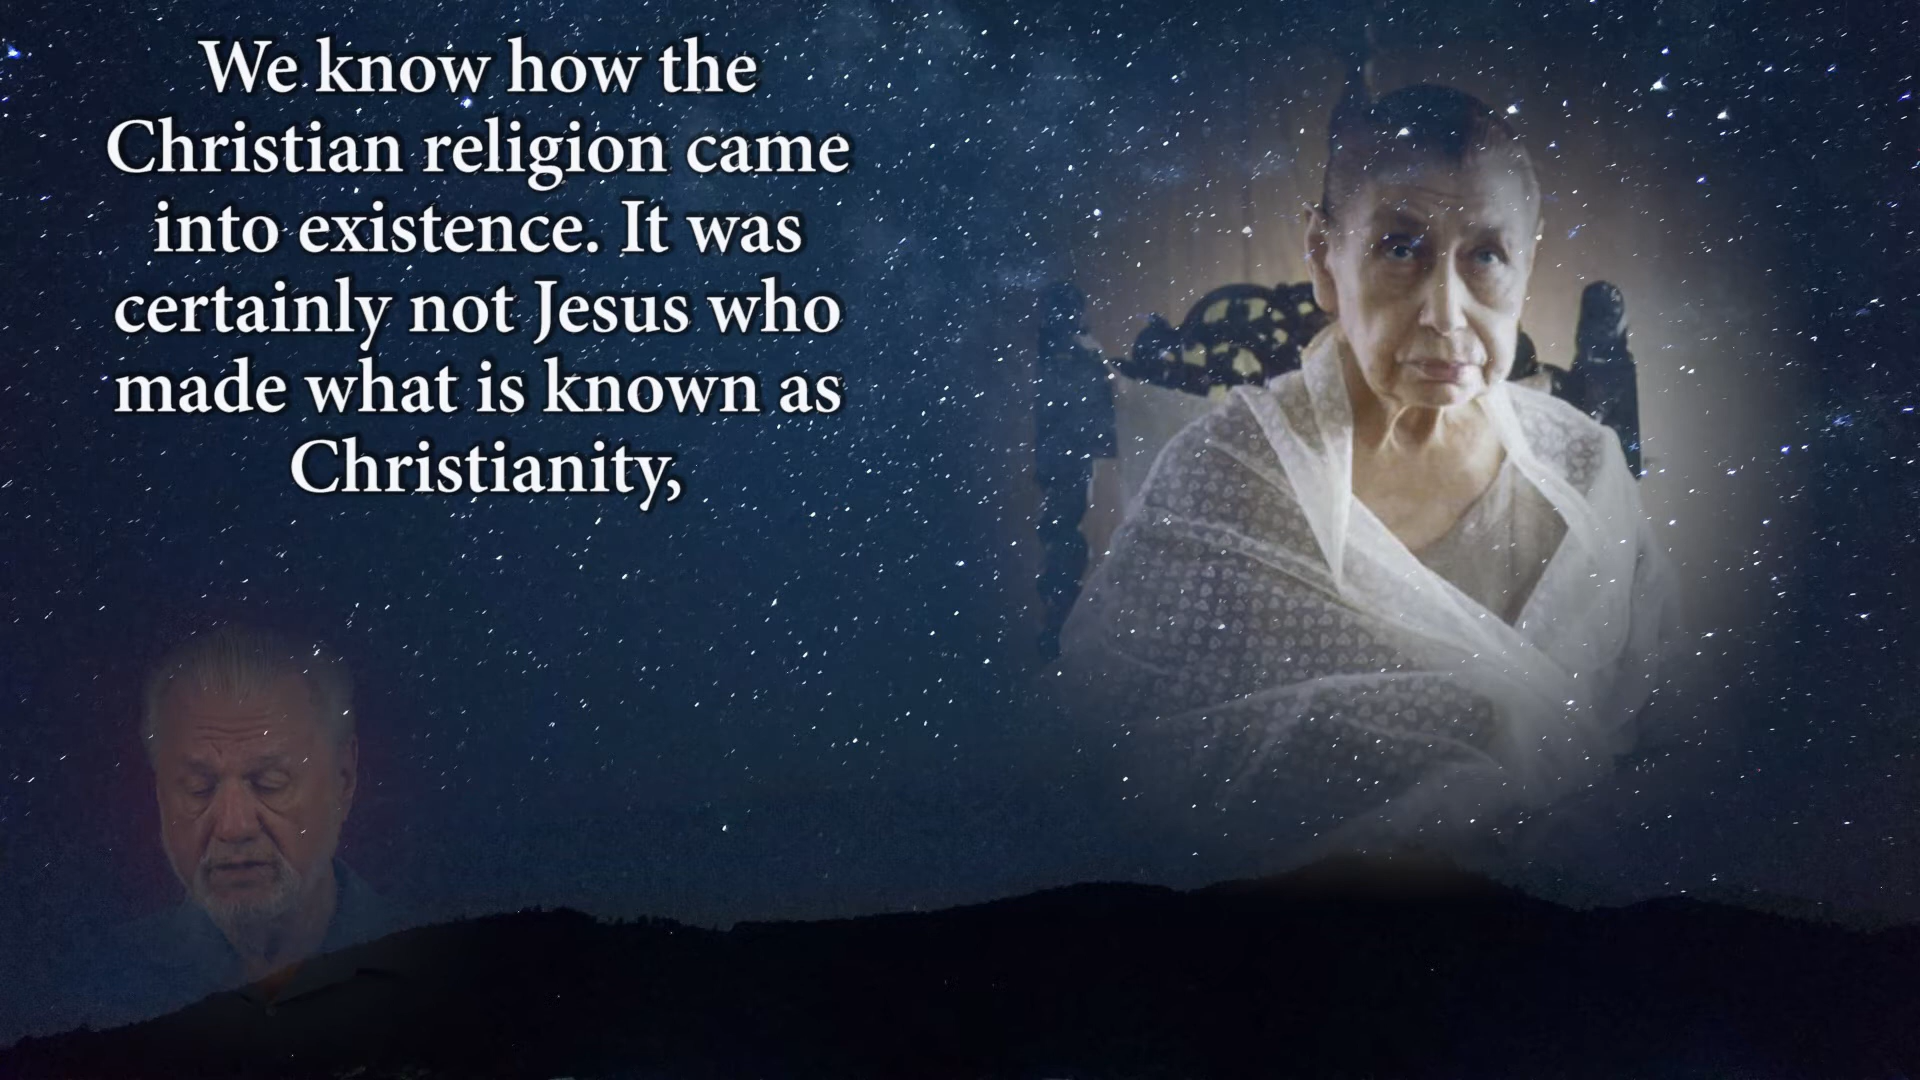 We know how the
Christian religion came
into existence. It was
certainly not Jesus who
made what is known as
Christianity,